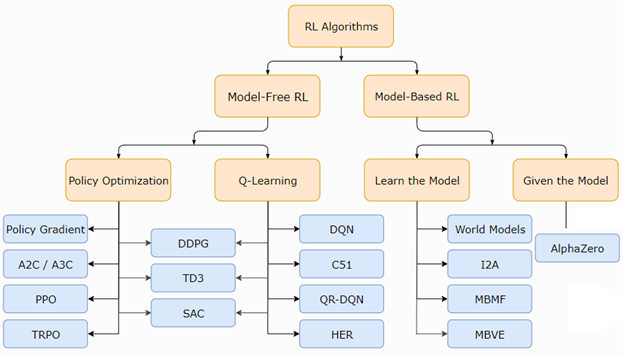 RL Algorithms
Model-Free RL
Model-Based RL
Policy Optimization
Q-Learning
Learn the Model
Given the Model
Policy Gradient
DDPG
DQN
World Models
AlphaZero
A2C / A3C
TD3
C51
I2A
PPO
SAC
QR-DQN
MBMF
TRPO
HER
MBVE